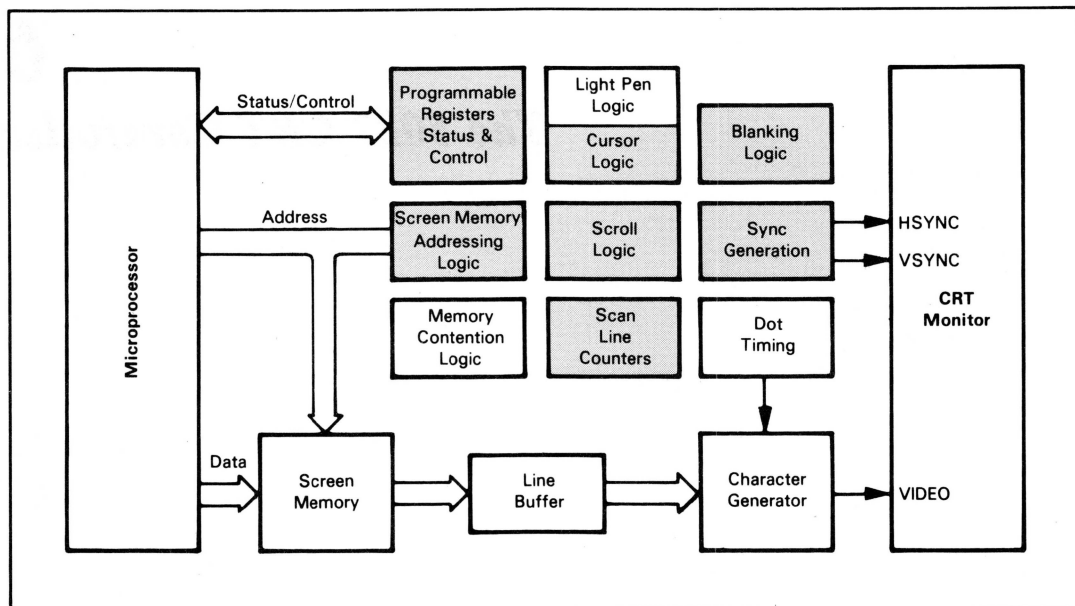 Microprocessor
Status/Control
Programmable
Registers
Status &
Control
Light Pen
Logic
Cursor
Logic
Blanking
Logic
Address
Screen Memory
Addressing
Logic
Scroll
Logic
Sync
Generation
HSYNC
VSYNC
CRT
Monitor
Memory
Contention
Logic
Scan
Line
Counters
Dot
Timing
Data
Screen
Memory
Line
Buffer
Character
Generator
VIDEO